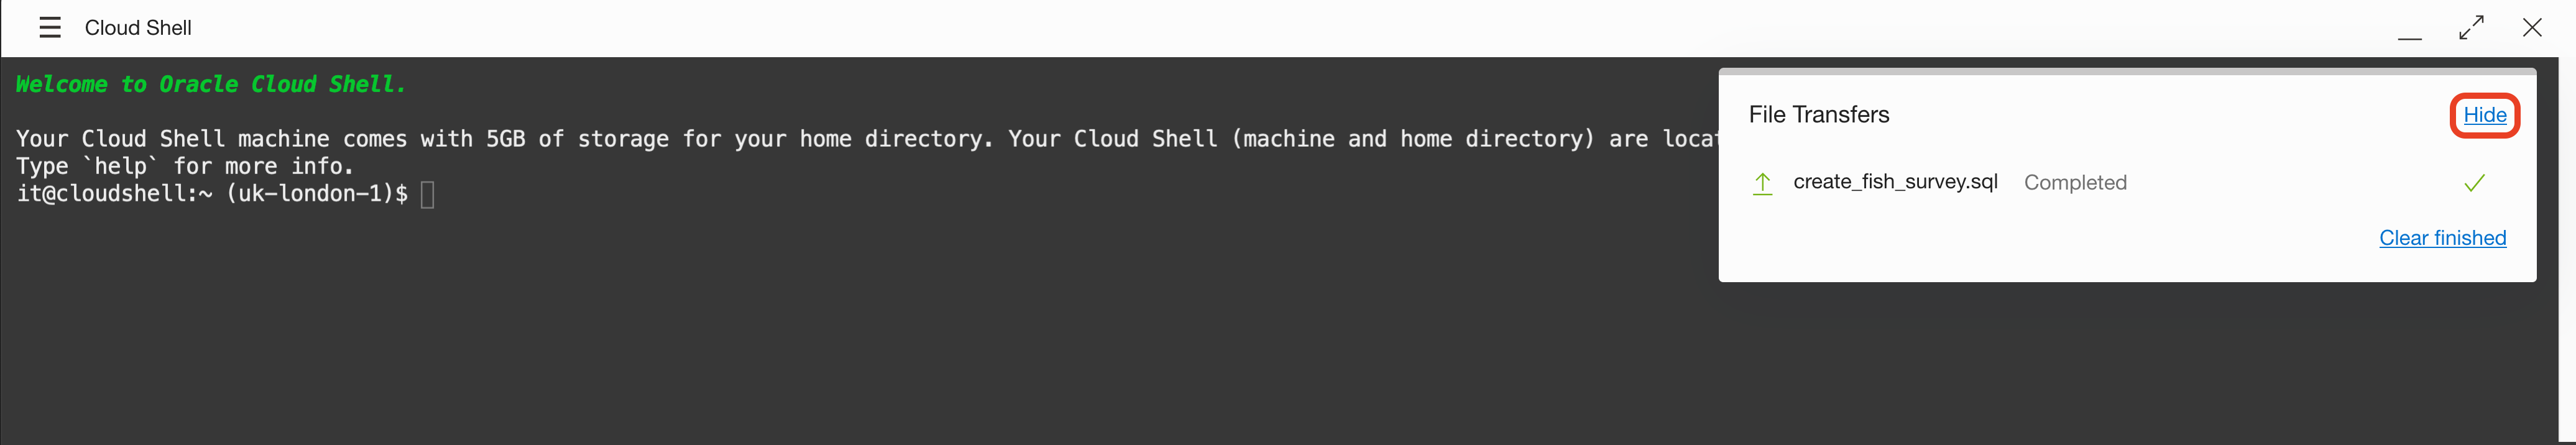 Cloud Shell
Welcome to Oracle Cloud Shell.
Your Cloud Shell machine comes with 5GB of storage for your home directory. Your Cloud Shell (machine and home directory) are
Type `help` for more info.
it@cloudshell:~ (uk-london-1)$
File Transfers
Hide
create_fish_survey.sql Completed
Clear finished